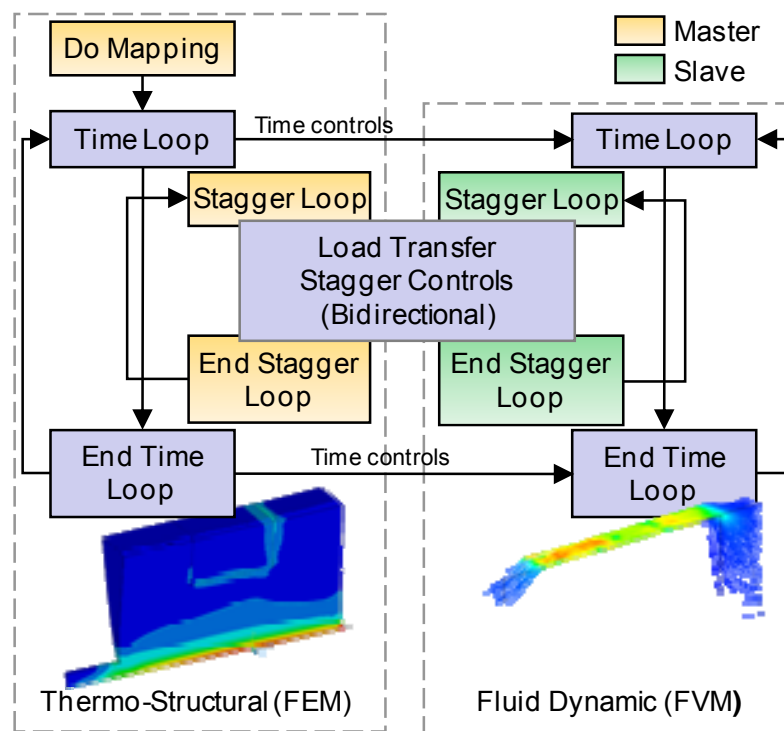 Do Mapping
Master
Slave
Time Loop
Time controls
Time Loop
Stagger Loop
Stagger Loop
Load Transfer
Stagger Controls
(Bidirectional)
End Stagger
Loop
End Stagger
Loop
End Time
Loop
Time controls
End Time
Loop
Thermo-Structural (FEM)
Fluid Dynamic (FVM)